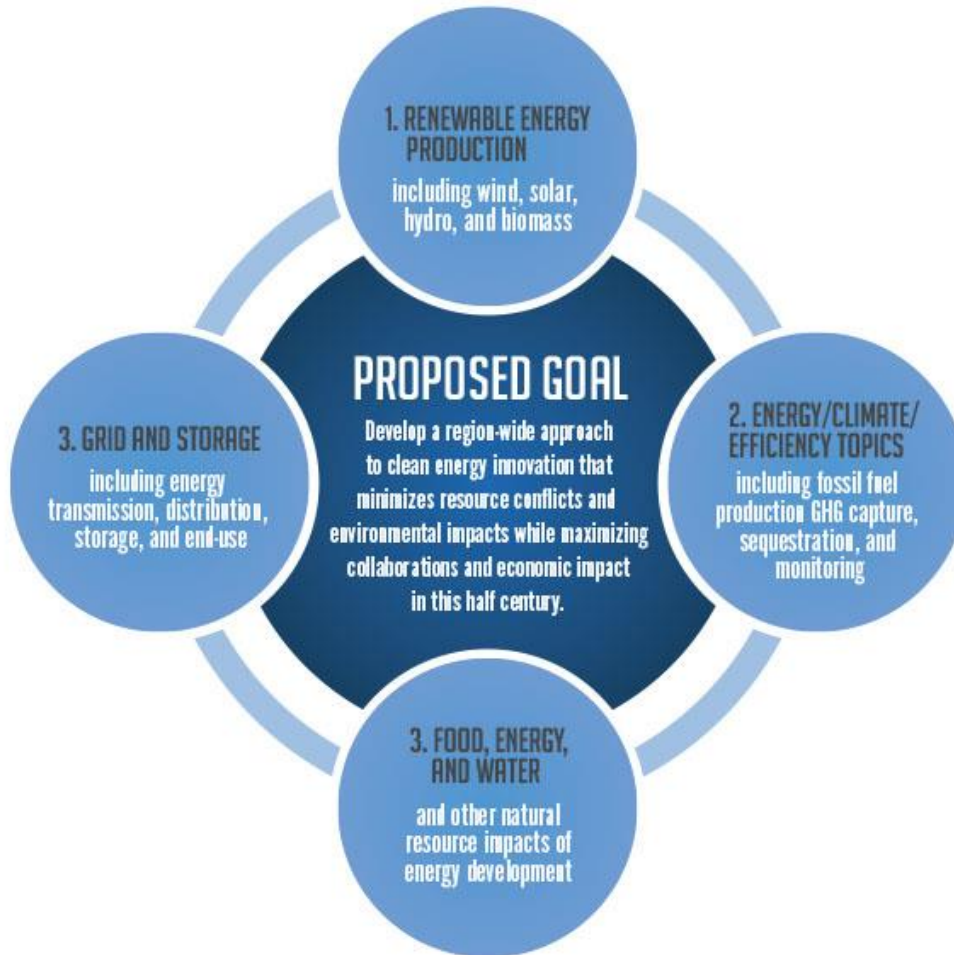 1. RENEWABLE ENERGY
PRODUCTION
including wind, solar,
hydro, and biomass
PROPOSED GOAL
Develop a region-wide approach
to clean energy innovation that
minimizes resource conflicts and
environmental impacts while maximizing
collaborations and economic impact
in this half century.
2. ENERGY/CLIMATE/
EFFICIENCY TOPICS
including fossil fuel
production GHG capture,
sequestration, and
monitoring
3. FOOD, ENERGY,
AND WATER
and other natural
resource impacts of
energy development
3. GRID AND STORAGE
including energy
transmission, distribution,
storage, and end-use